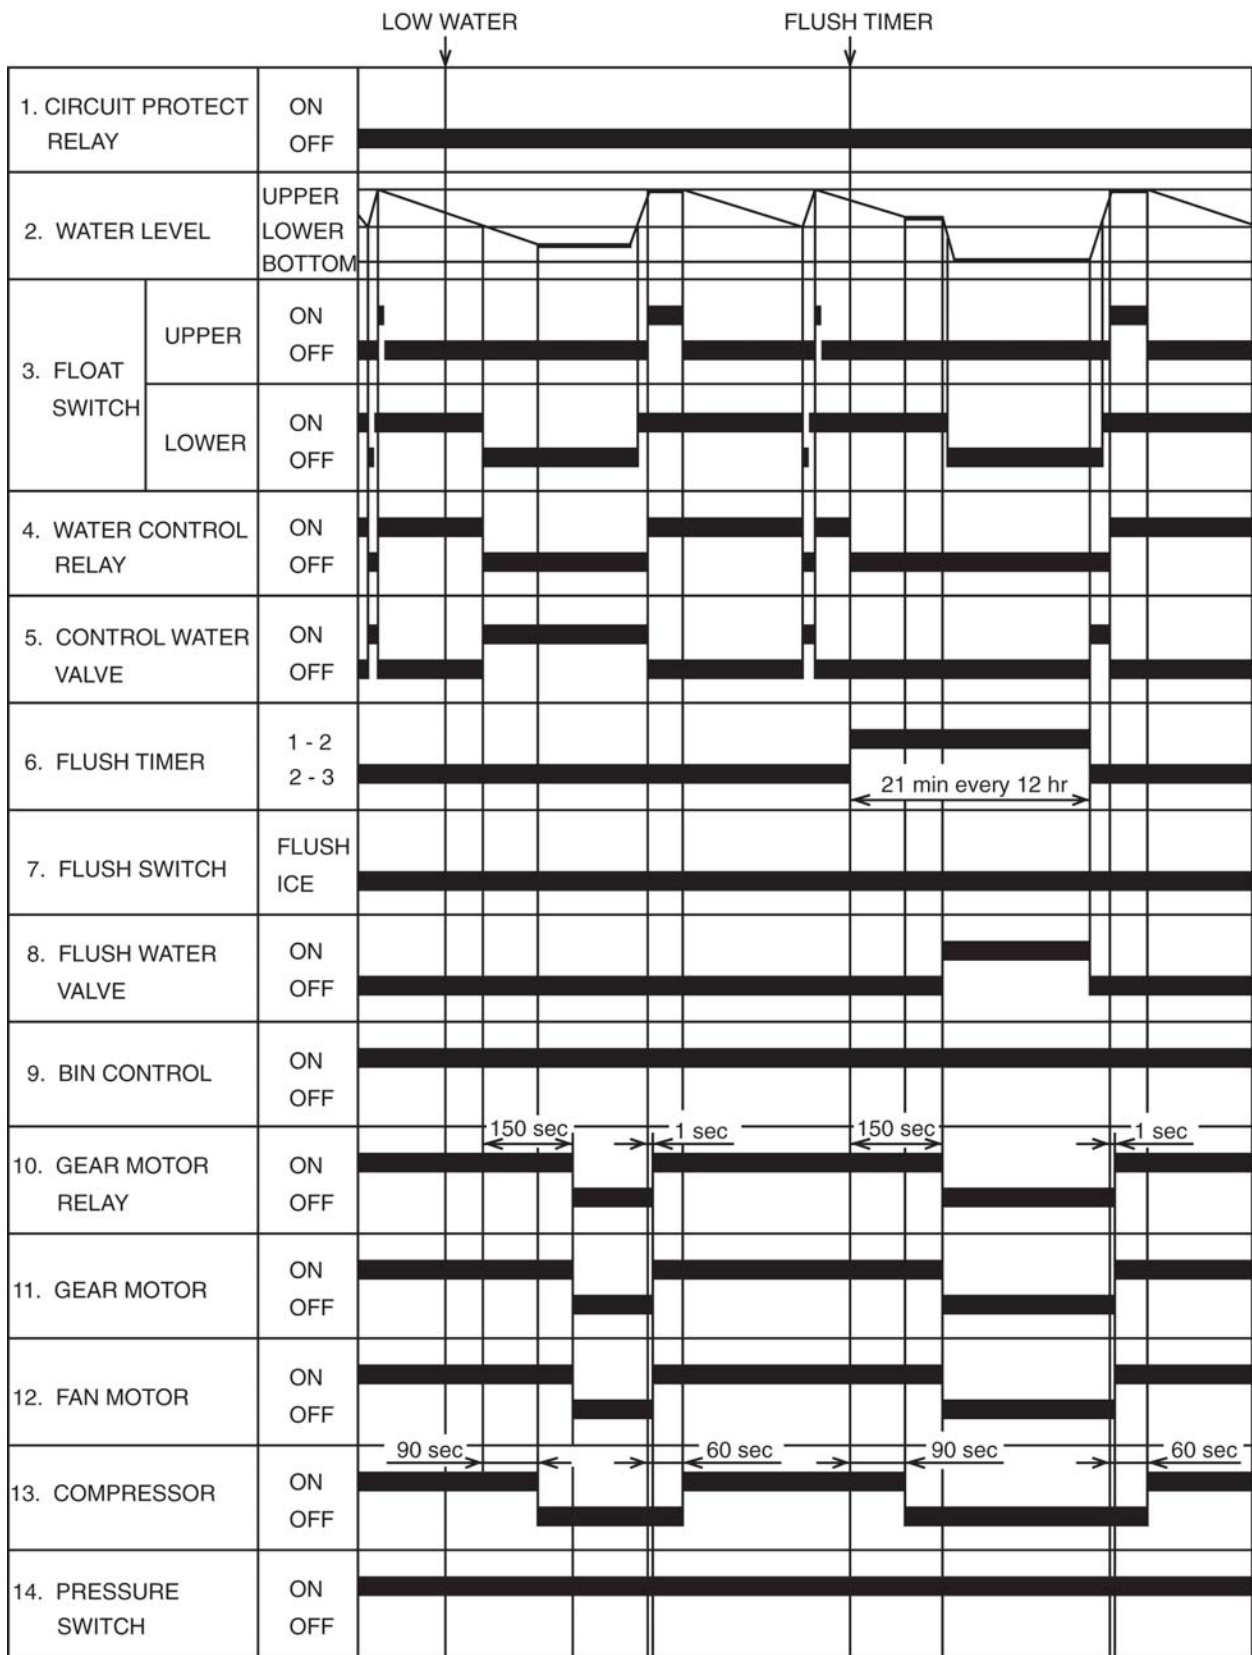 LOW WATER
FLUSH TIMER
1. CIRCUIT PROTECT
RELAY
ON
OFF
2. WATER LEVEL
UPPER
LOWER
BOTTOM
3. FLOAT
SWITCH
UPPER
ON
OFF
LOWER
ON
OFF
4. WATER CONTROL
RELAY
ON
OFF
5. CONTROL WATER
VALVE
ON
OFF
6. FLUSH TIMER
1 - 2
2 - 3
21 min every 12 hr
7. FLUSH SWITCH
FLUSH
ICE
8. FLUSH WATER
VALVE
ON
OFF
9. BIN CONTROL
ON
OFF
150 sec 1 sec 150 sec 1 sec
10. GEAR MOTOR
RELAY
ON
OFF
11. GEAR MOTOR
ON
OFF
12. FAN MOTOR
ON
OFF
90 sec 60 sec 90 sec 60 sec
13. COMPRESSOR
ON
OFF
14. PRESSURE
SWITCH
ON
OFF